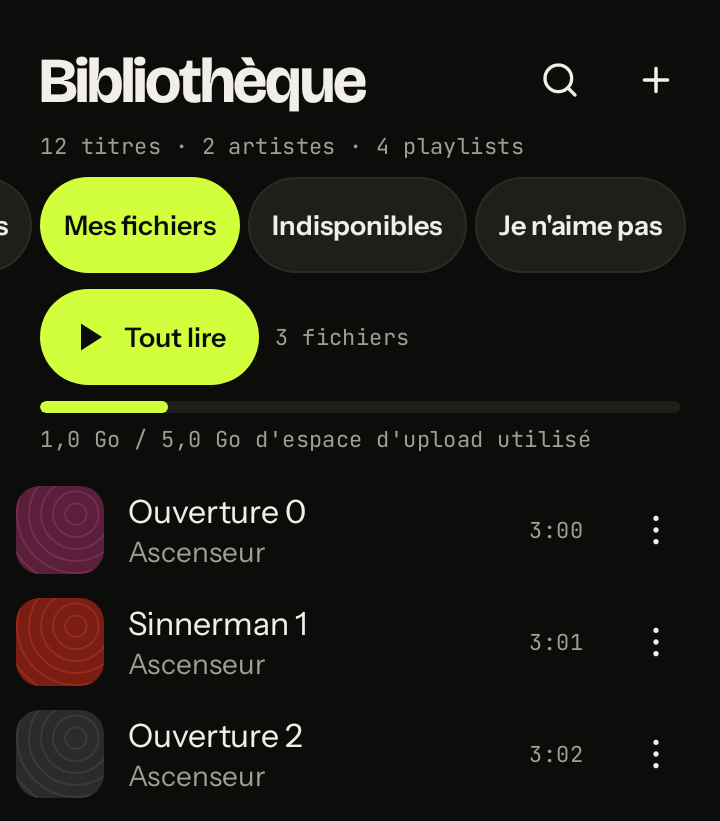 Bibliothèque
12 titres · 2 artistes · 4 playlists
s Mes fichiers Indisponibles Je n'aime pas
Tout lire 3 fichiers
1,0 Go / 5,0 Go d'espace d'upload utilisé
Ouverture 0
Ascenseur
3:00
Sinnerman 1
Ascenseur
3:01
Ouverture 2
Ascenseur
3:02